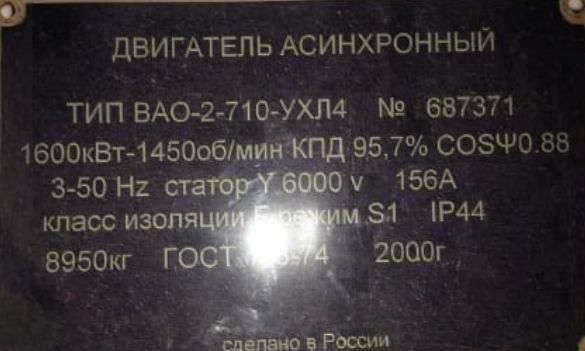 ДВИГАТЕЛЬ АСИНХРОННЫЙ
ТИП ВАО-2-710-УХЛ4 № 687371
1600кВт-1450об/мин КПД 95,7% COSΨ0.88
3-50 Hz статор Y 6000 v 156А
класс изоляции режим S1 IP44
8950кг ГОСТ 2000г
сделано в России